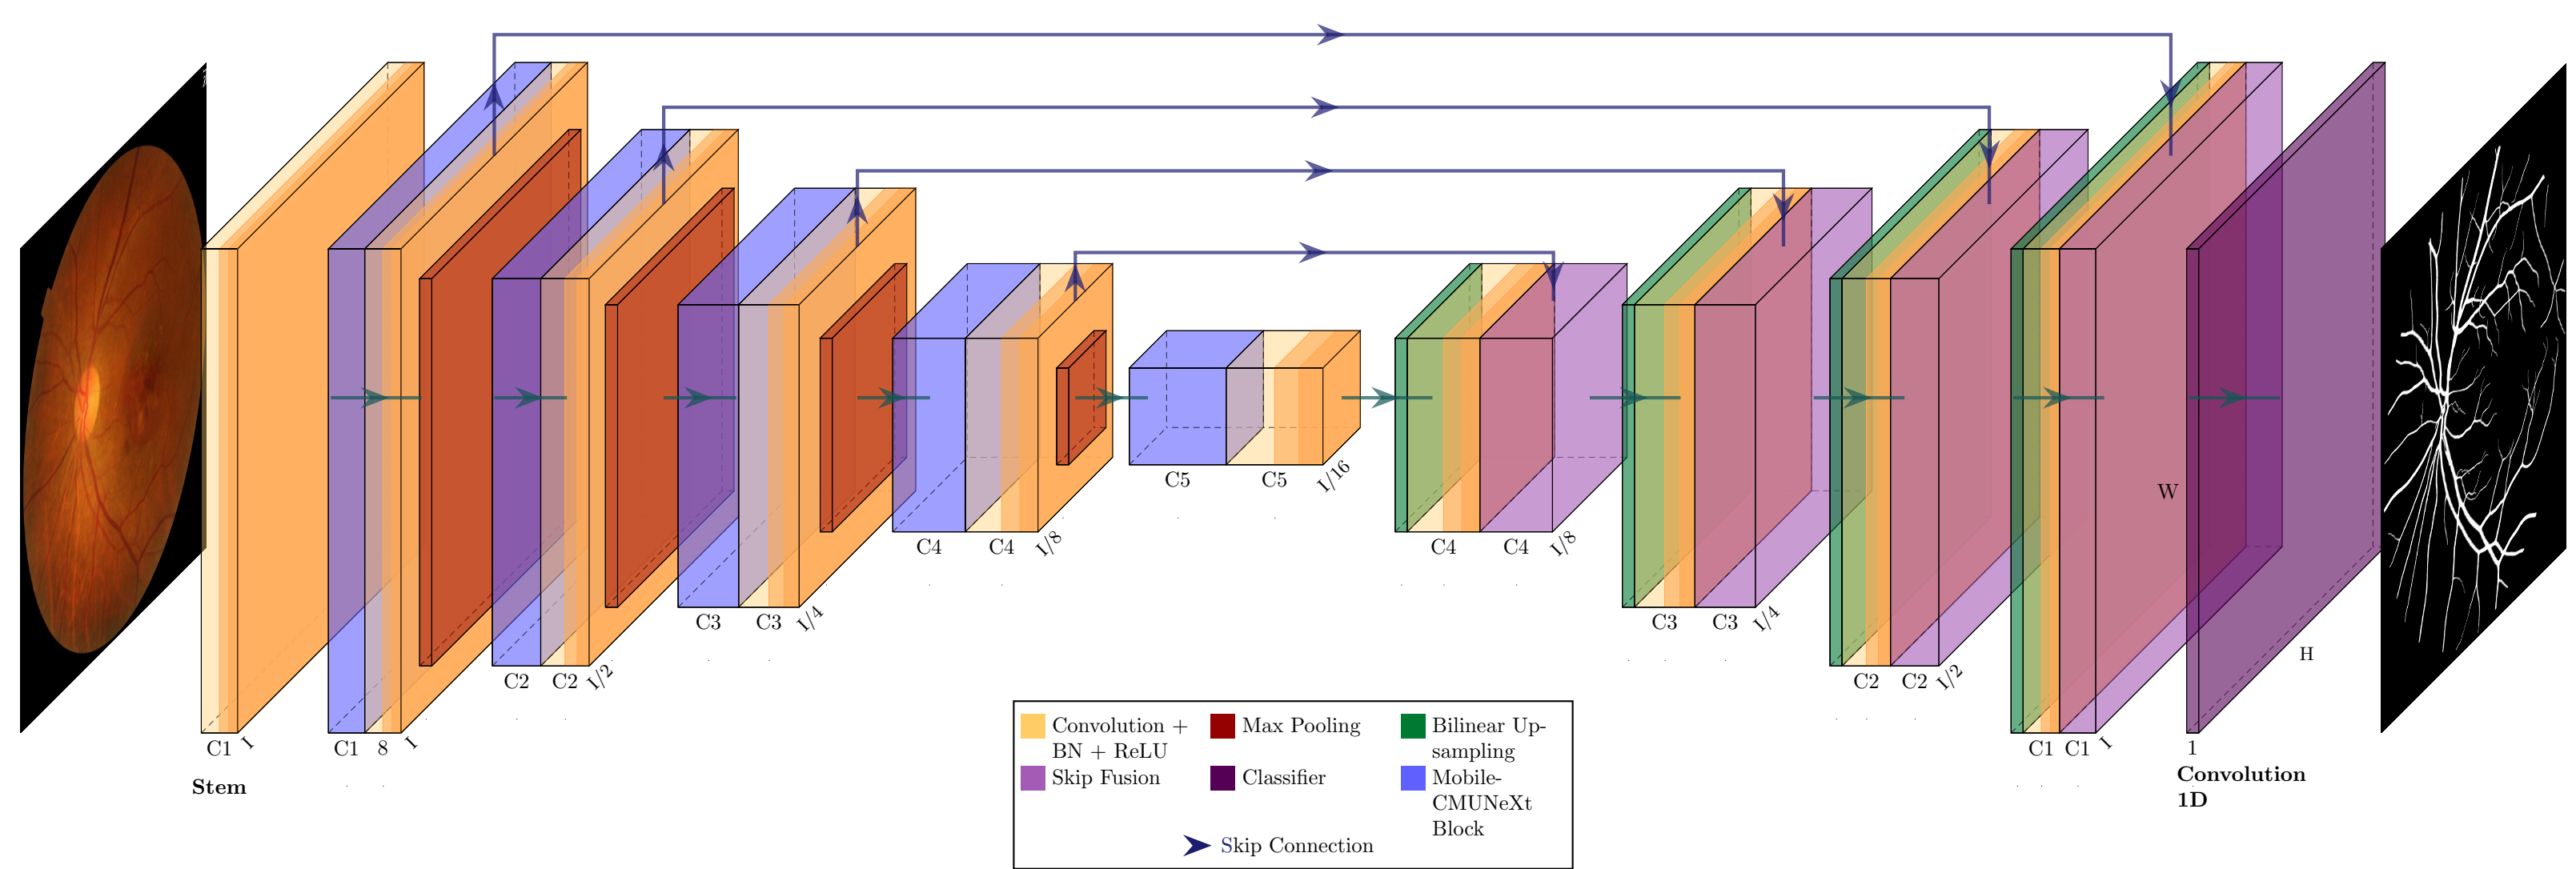 C1 I
Stem
C1 8 I
C2 C2 I/2
C3 C3 I/4
C4 C4 I/8
C5 C5 I/16
C4 C4 I/8
C3 C3 I/4
C2 C2 I/2
C1 C1 I
W
H
1
Convolution
1D
Convolution +
BN + ReLU
Max Pooling
Bilinear Up-
sampling
Skip Fusion
Classifier
Mobile-
CMUNeXt
Block
Skip Connection